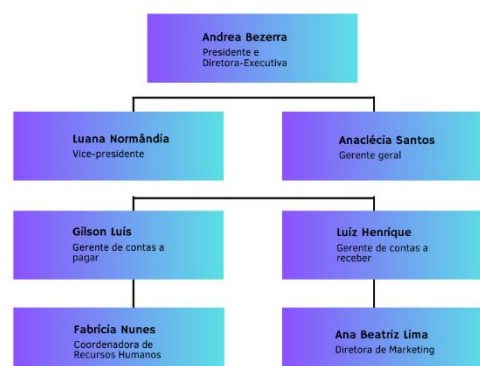 Andrea Bezerra
Presidente e
Diretora-Executiva
Luana Normândia
Vice-presidente
Anaclécia Santos
Gerente geral
Gilson Luís
Gerente de contas a
pagar
Luiz Henrique
Gerente de contas a
receber
Fabrícia Nunes
Coordenadora de
Recursos Humanos
Ana Beatriz Lima
Diretora de Marketing